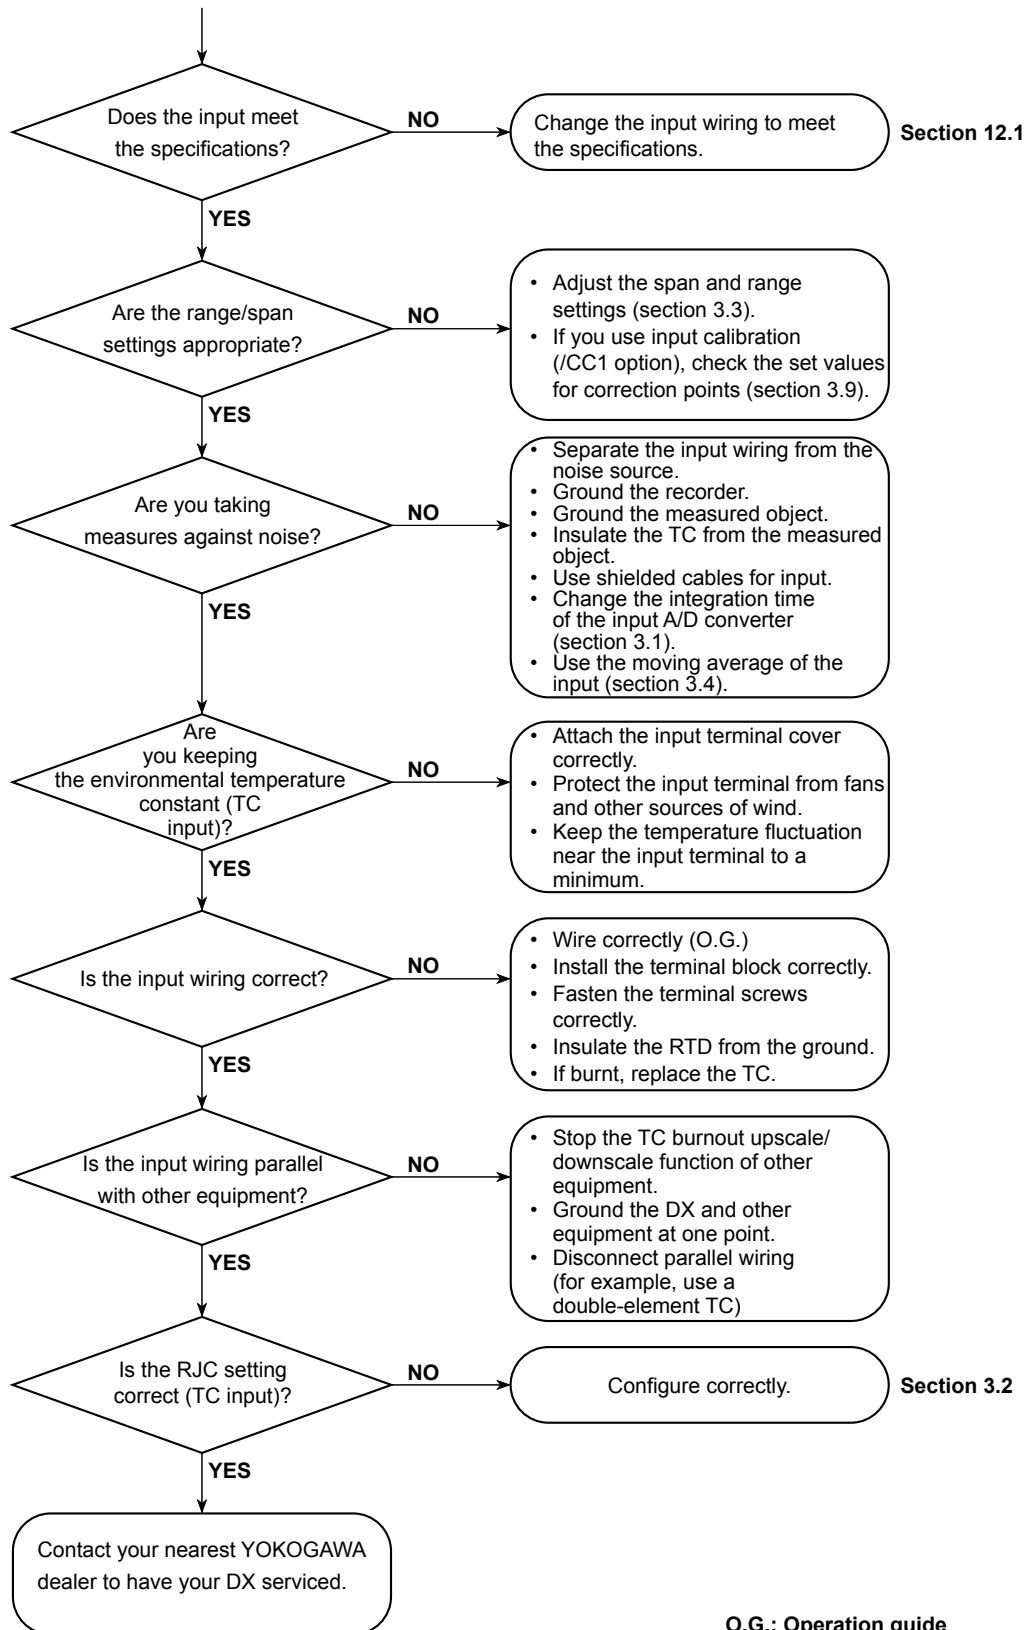 Does the input meet
the specifications?
NO
Change the input wiring to meet
the specifications.
Section 12.1
YES
Are the range/span
settings appropriate?
NO
• Adjust the span and range
settings (section 3.3).
• If you use input calibration
(/CC1 option), check the set values
for correction points (section 3.9).
YES
Are you taking
measures against noise?
NO
• Separate the input wiring from the
noise source.
• Ground the recorder.
• Ground the measured object.
• Insulate the TC from the measured
object.
• Use shielded cables for input.
• Change the integration time
of the input A/D converter
(section 3.1).
• Use the moving average of the
input (section 3.4).
YES
Are
you keeping
the environmental temperature
constant (TC
input)?
NO
• Attach the input terminal cover
correctly.
• Protect the input terminal from fans
and other sources of wind.
• Keep the temperature fluctuation
near the input terminal to a
minimum.
YES
Is the input wiring correct?
NO
• Wire correctly (O.G.)
• Install the terminal block correctly.
• Fasten the terminal screws
correctly.
• Insulate the RTD from the ground.
• If burnt, replace the TC.
YES
Is the input wiring parallel
with other equipment?
NO
• Stop the TC burnout upscale/
downscale function of other
equipment.
• Ground the DX and other
equipment at one point.
• Disconnect parallel wiring
(for example, use a
double-element TC)
YES
Is the RJC setting
correct (TC input)?
NO
Configure correctly.
Section 3.2
YES
Contact your nearest YOKOGAWA
dealer to have your DX serviced.
O.G.: Operation guide